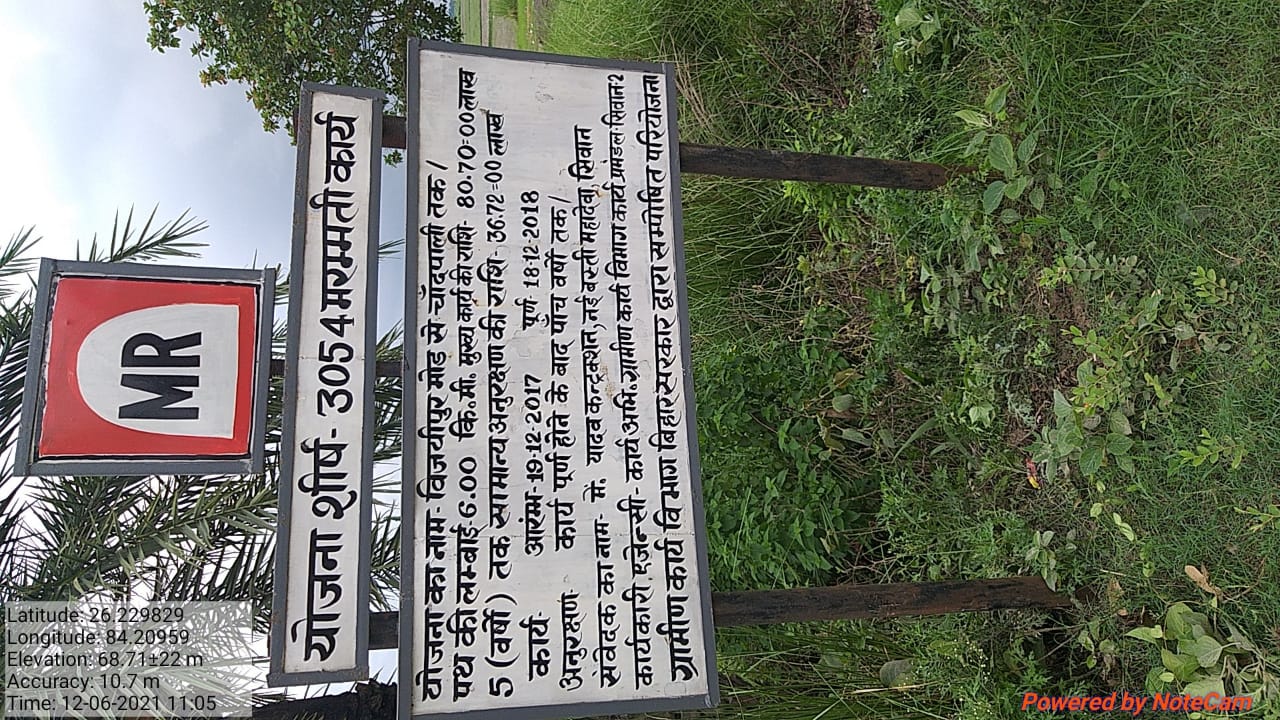 MR
योजना शीर्ष - 3054 मरम्मती कार्य
योजना का नाम - विजयीपुर मोड़ से चाँदपाली तक /
पथ की लम्बाई - 6.00 कि०मी० मुख्य कार्य की राशि - 80.70=00 लाख
5 (वर्षों) तक सामान्य अनुरक्षण की राशि - 36.72=00 लाख
कार्य - आरंम्भ - 19-12-2017 पूर्ण - 18-12-2018
अनुरक्षण - कार्य पूर्ण होने के बाद पाँच वर्षों तक /
संवेदक का नाम - मे. यादव कन्ट्रक्शन, नई बस्ती महादेवा, सिवान
कार्यकारी एजेन्सी - कार्य अभि. ग्रामीण कार्य विभाग कार्य प्रमंडल सिवान-2
ग्रामीण कार्य विभाग बिहार सरकार द्वारा सम्पोषित परियोजना
Latitude: 26.229829
Longitude: 84.20959
Elevation: 68.71±22 m
Accuracy: 10.7 m
Time: 12-06-2021 11:05
Powered by NoteCam